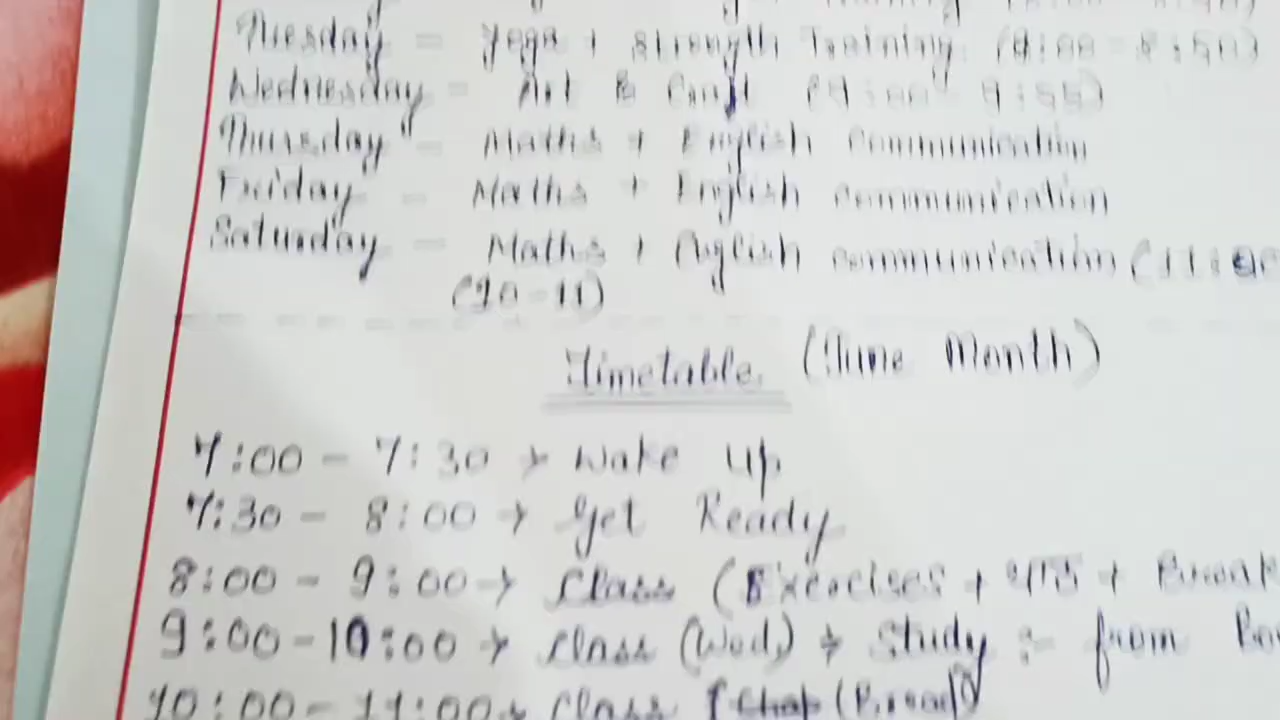 Tuesday = Yoga + Strength Training
Wednesday = Art & Craft
Thursday = Maths + English communication
Friday = Maths + English communication
Saturday = Maths + English communication (11:
(10-11)
Timetable (June Month)
7:00 - 7:30 → Wake up
7:30 - 8:00 → Get Ready
8:00 - 9:00 → Class (Exercises + + Break
9:00 - 10:00 → Class (Wed) → Study :- from
10:00 - 11:00 → Class